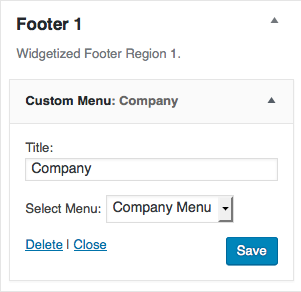 Footer 1
Widgetized Footer Region 1.
Custom Menu: Company
Title:
Company
Select Menu: Company Menu
Delete | Close Save